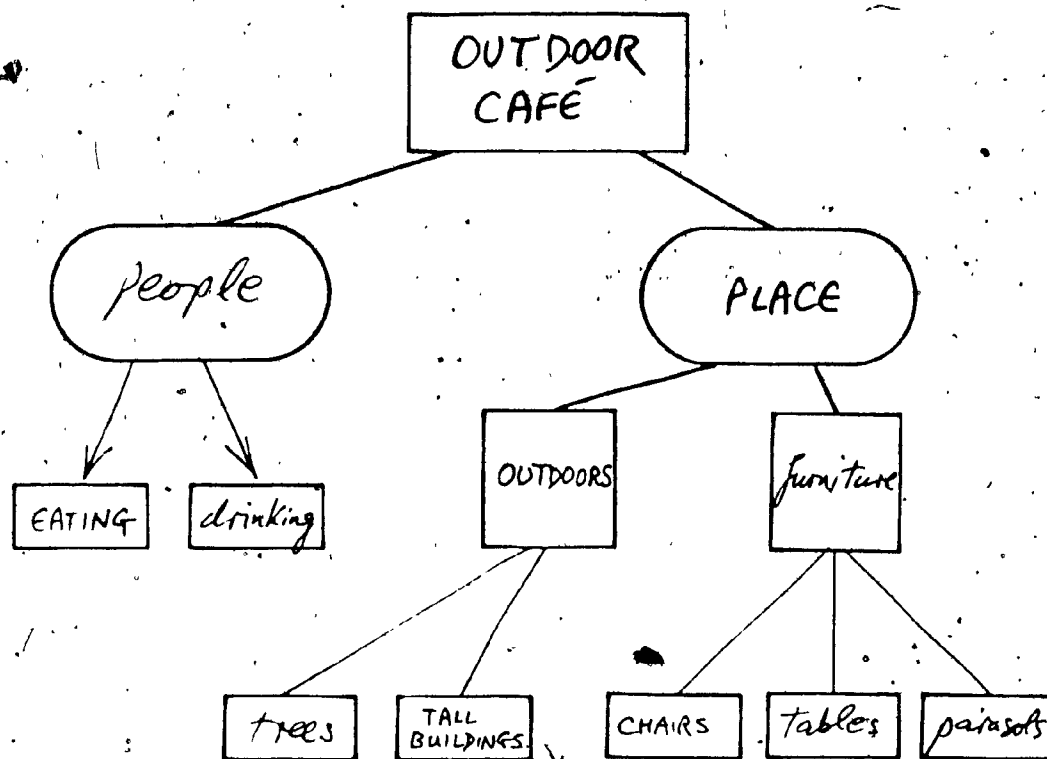 OUTDOOR
CAFÉ
people
PLACE
OUTDOORS
furniture
EATING
drinking
trees
TALL
BUILDINGS
CHAIRS
tables
parasols